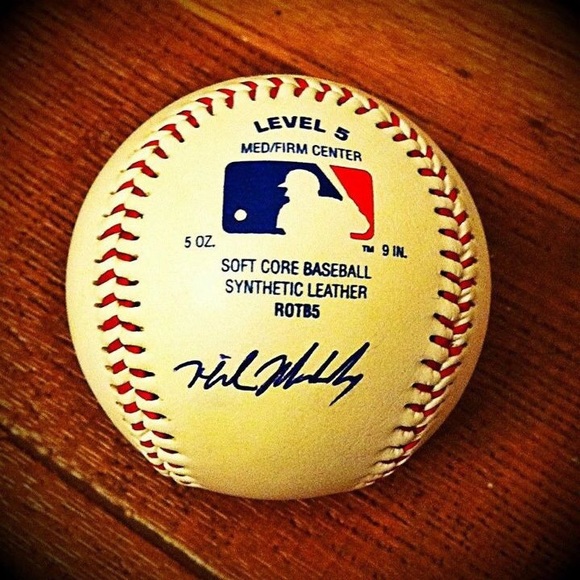 LEVEL 5
MED/FIRM CENTER
5 OZ.
TM 9 IN.
SOFT CORE BASEBALL
SYNTHETIC LEATHER
ROTB5